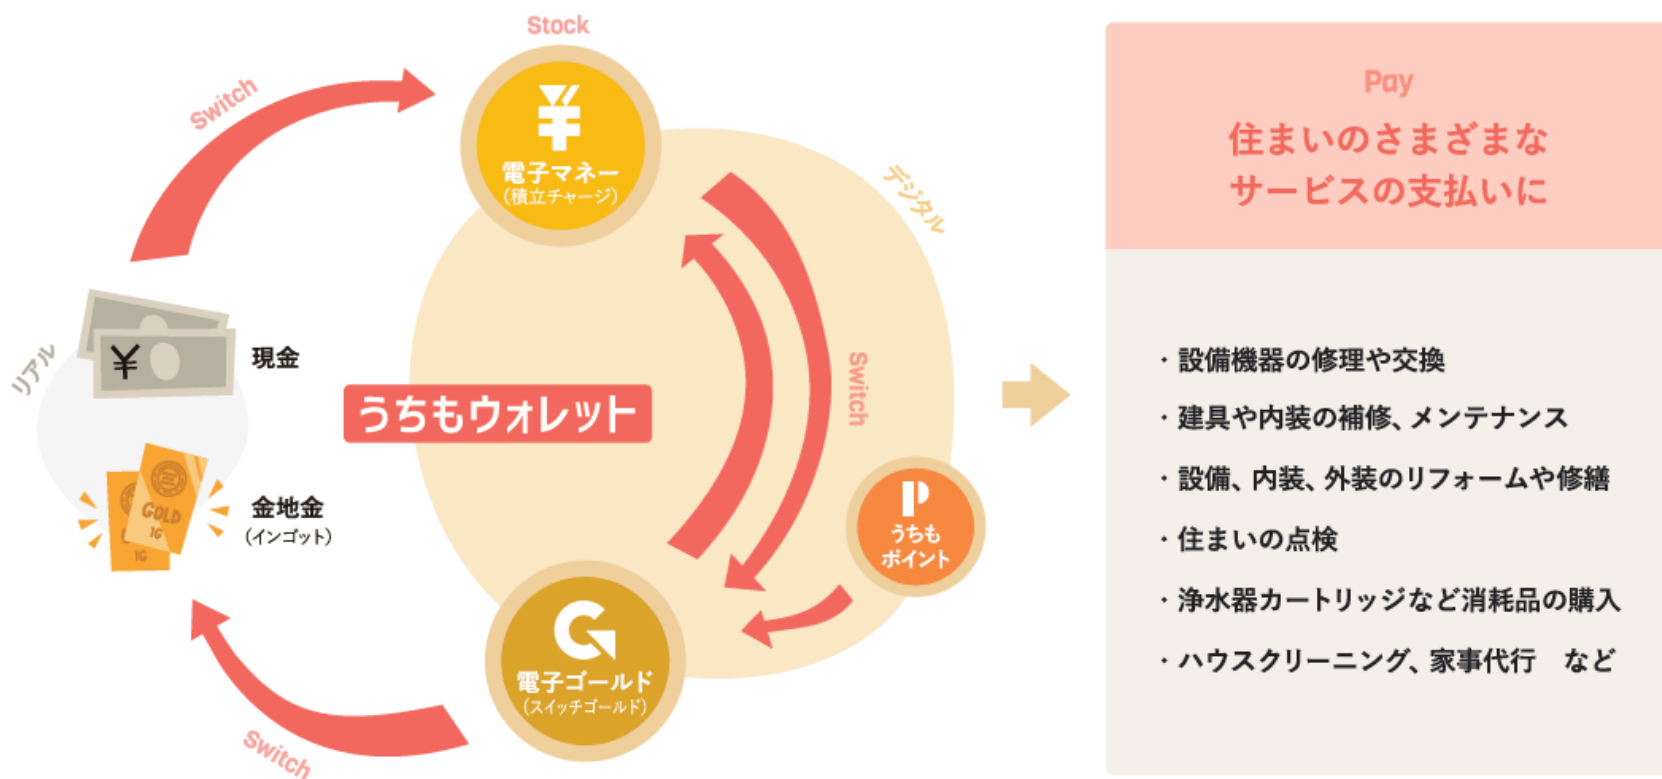 Stock
Switch
¥
電子マネー
(積立チャージ)
デジタル
リアル
¥
現金
うちもウォレット
Switch
GOLD
1G
1G
金地金
(インゴット)
P
うちも
ポイント
G
電子ゴールド
(スイッチゴールド)
Switch
Pay
住まいのさまざまな
サービスの支払いに
・設備機器の修理や交換
・建具や内装の補修、メンテナンス
・設備、内装、外装のリフォームや修繕
・住まいの点検
・浄水器カートリッジなど消耗品の購入
・ハウスクリーニング、家事代行　など